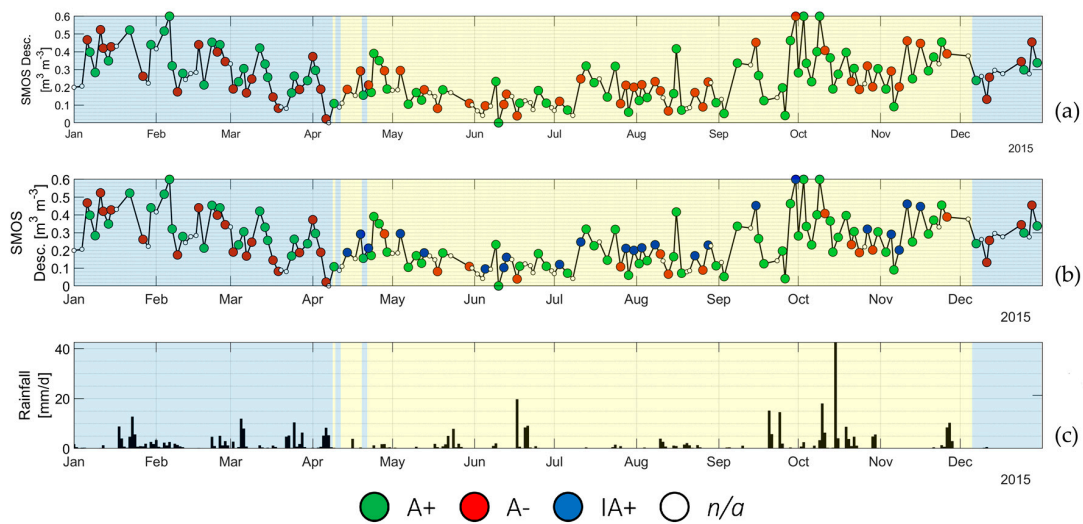 SMOS Desc.
[m³ m⁻³]
0.6
0.5
0.4
0.3
0.2
0.1
0
Jan Feb Mar Apr May Jun Jul Aug Sep Oct Nov Dec
2015
(a)
SMOS
Desc. [m³ m⁻³]
0.6
0.5
0.4
0.3
0.2
0.1
0
Jan Feb Mar Apr May Jun Jul Aug Sep Oct Nov Dec
2015
(b)
Rainfall
[mm/d]
40
20
0
Jan Feb Mar Apr May Jun Jul Aug Sep Oct Nov Dec
2015
(c)
A+ A- IA+ n/a